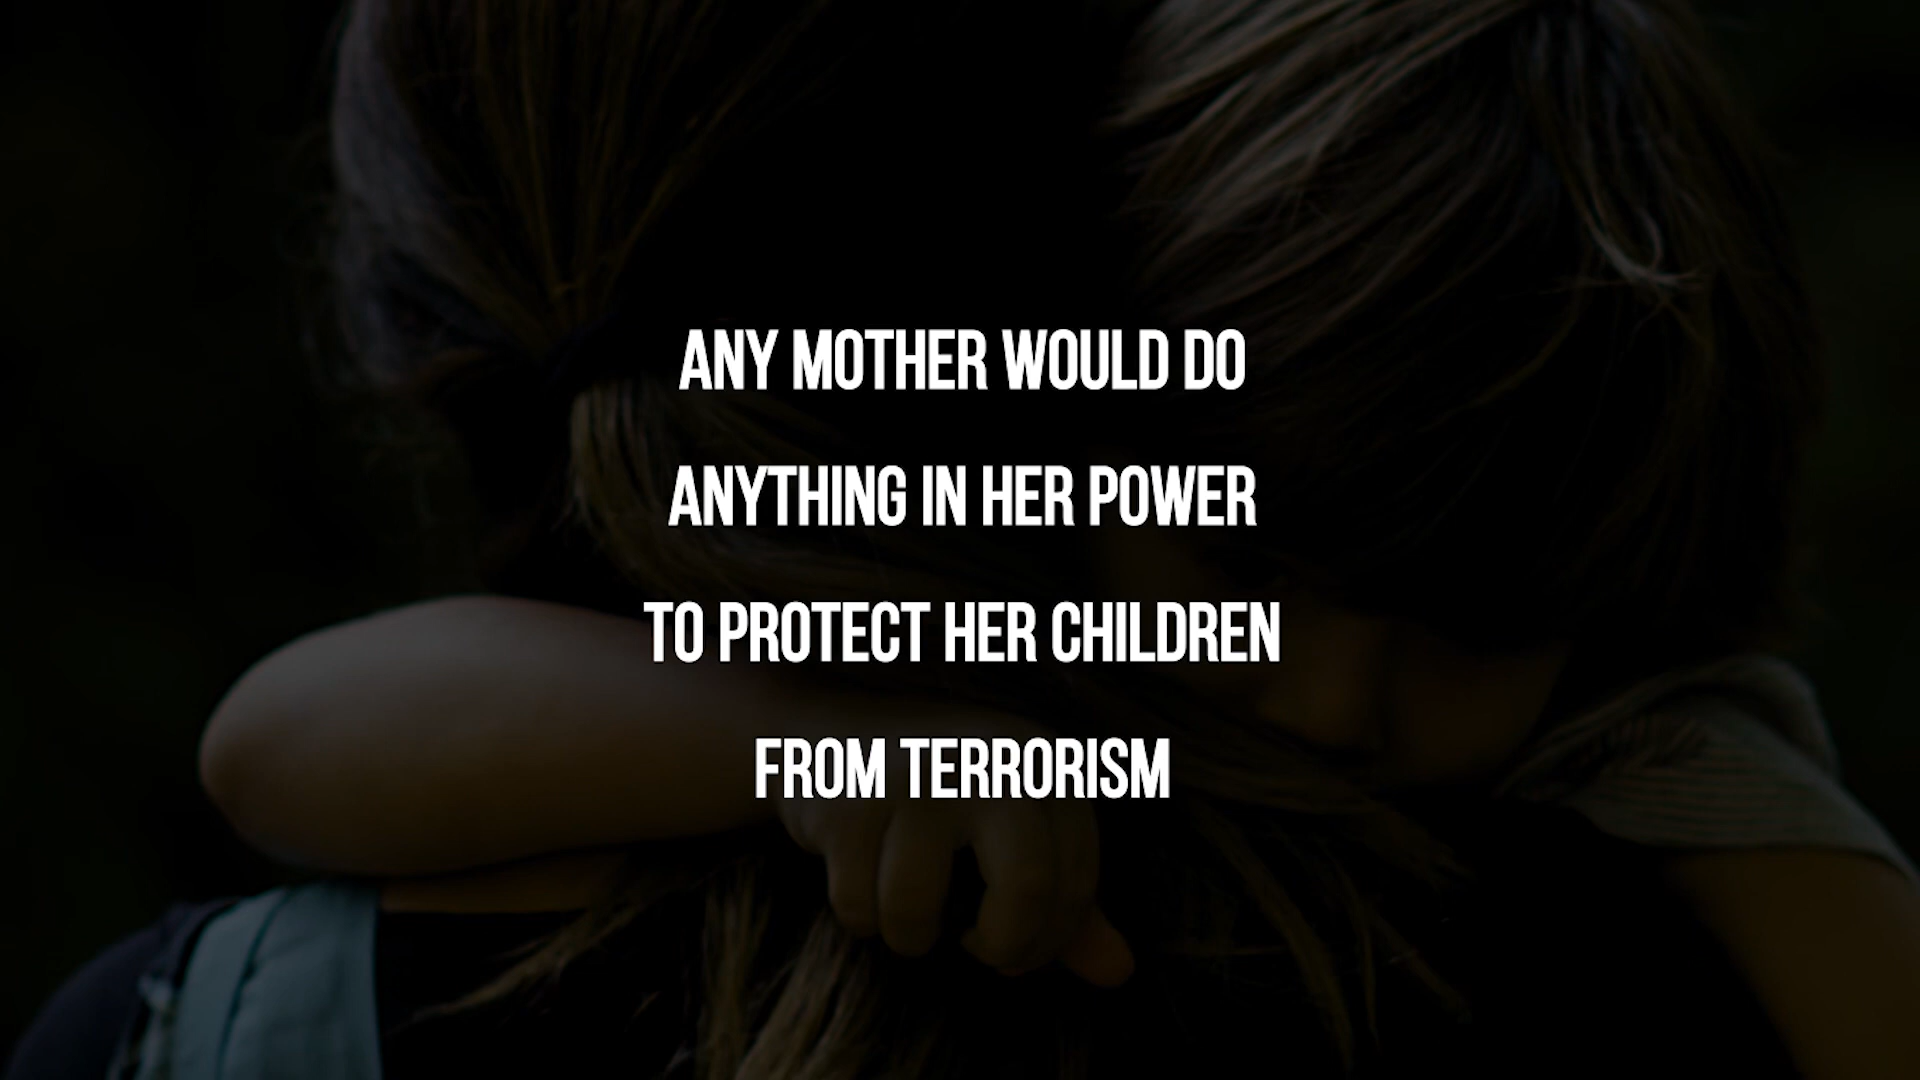 ANY MOTHER WOULD DO
ANYTHING IN HER POWER
TO PROTECT HER CHILDREN
FROM TERRORISM